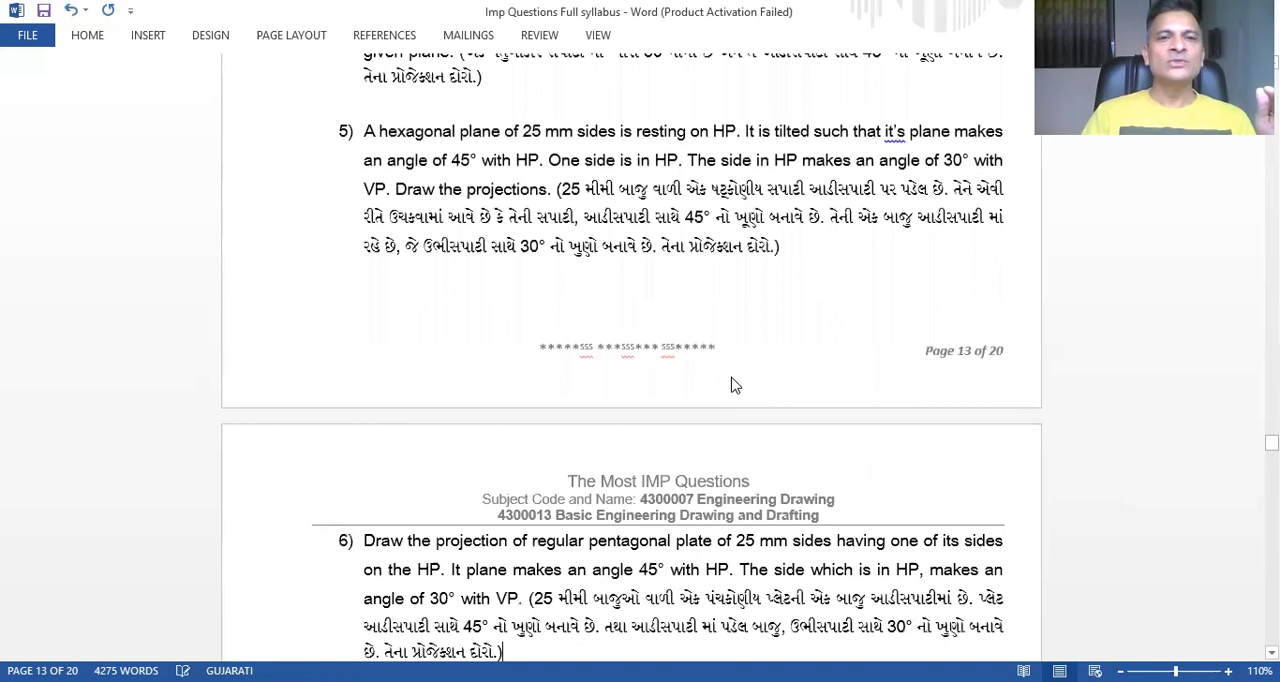 Imp Questions Full syllabus - Word (Product Activation Failed)
FILE HOME INSERT DESIGN PAGE LAYOUT REFERENCES MAILINGS REVIEW VIEW
given plane.
તેના પ્રોજેક્શન દોરો.)
5) A hexagonal plane of 25 mm sides is resting on HP. It is tilted such that it's plane makes
an angle of 45° with HP. One side is in HP. The side in HP makes an angle of 30° with
VP. Draw the projections. (25 મીમી બાજુ વાળી એક ષટ્કોણીય સપાટી આડીસપાટી પર પડેલ છે. તેને એવી
રીતે ઉચકવામાં આવે છે કે તેની સપાટી, આડીસપાટી સાથે 45° નો ખૂણો બનાવે છે. તેની એક બાજુ આડીસપાટી માં
રહે છે, જે ઉભીસપાટી સાથે 30° નો ખુણો બનાવે છે. તેના પ્રોજેક્શન દોરો.)
*****sss ***sss*** sss*****
Page 13 of 20
The Most IMP Questions
Subject Code and Name: 4300007 Engineering Drawing
4300013 Basic Engineering Drawing and Drafting
6) Draw the projection of regular pentagonal plate of 25 mm sides having one of its sides
on the HP. It plane makes an angle 45° with HP. The side which is in HP, makes an
angle of 30° with VP. (25 મીમી બાજુઓ વાળી એક પંચકોણીય પ્લેટની એક બાજુ આડીસપાટીમાં છે. પ્લેટ
આડીસપાટી સાથે 45° નો ખુણો બનાવે છે. તથા આડીસપાટી માં પડેલ બાજુ, ઉભીસપાટી સાથે 30° નો ખુણો બનાવે
છે. તેના પ્રોજેક્શન દોરો.)
PAGE 13 OF 20 4275 WORDS GUJARATI 110%